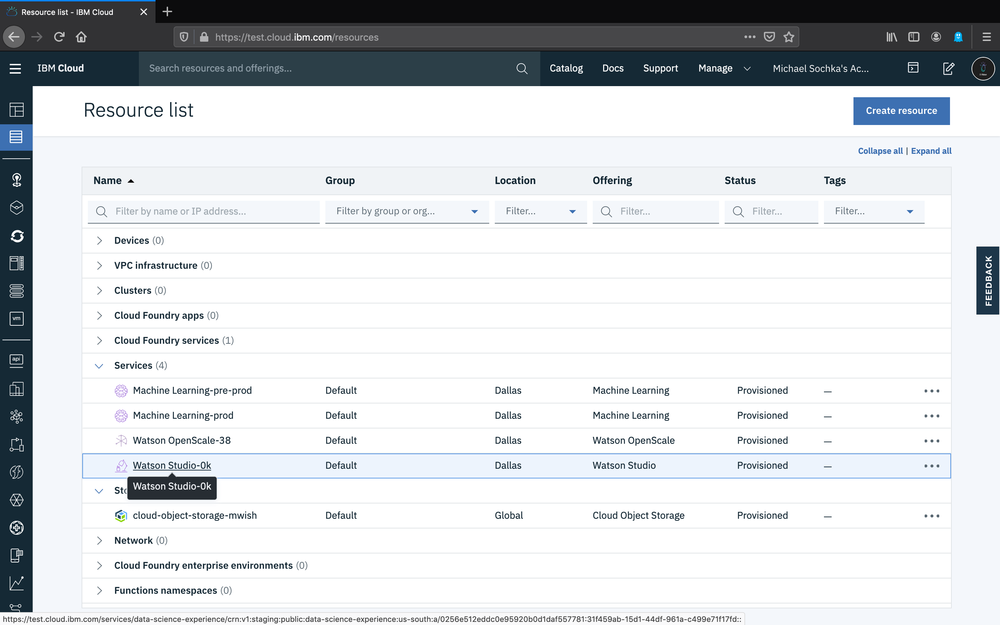 Resource list - IBM Cloud
https://test.cloud.ibm.com/resources
IBM Cloud
Search resources and offerings...
Catalog
Docs
Support
Manage
Michael Sochka's Ac...
Resource list
Create resource
Collapse all | Expand all
Name
Group
Location
Offering
Status
Tags
Filter by name or IP address...
Filter by group or org...
Filter...
Filter...
Filter...
Filter...
Devices (0)
VPC infrastructure (0)
Clusters (0)
vm
Cloud Foundry apps (0)
Cloud Foundry services (1)
api
Services (4)
Machine Learning-pre-prod Default Dallas Machine Learning Provisioned —
Machine Learning-prod Default Dallas Machine Learning Provisioned —
Watson OpenScale-38 Default Dallas Watson OpenScale Provisioned —
Watson Studio-0k Default Dallas Watson Studio Provisioned —
Watson Studio-0k
cloud-object-storage-mwish Default Global Cloud Object Storage Provisioned —
Network (0)
Cloud Foundry enterprise environments (0)
Functions namespaces (0)
FEEDBACK
https://test.cloud.ibm.com/services/data-science-experience/crn:v1:staging:public:data-science-experience:us-south:a/0256e512eddc0e95920b0d1daf557781:31f459ab-15d1-44df-961a-c499e71f17fd::